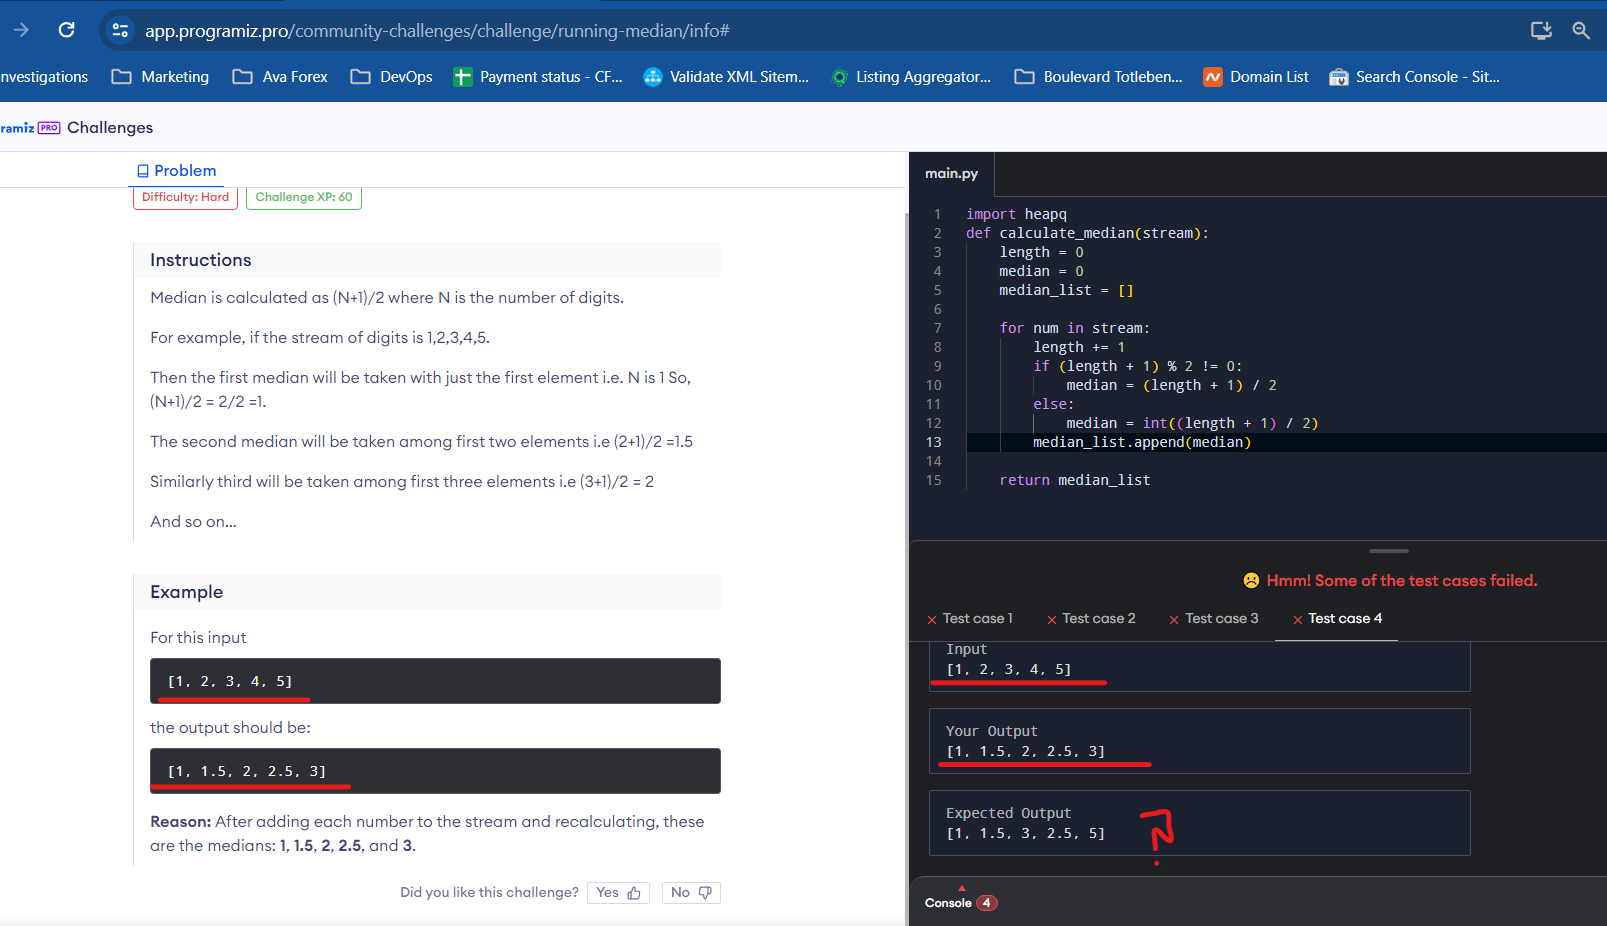 app.programiz.pro/community-challenges/challenge/running-median/info#
nvestigations Marketing Ava Forex DevOps Payment status - CF... Validate XML Sitem... Listing Aggregator... Boulevard Totleben... Domain List Search Console - Sit...
ramiz PRO Challenges
Problem
Difficulty: Hard Challenge XP: 60
Instructions
Median is calculated as (N+1)/2 where N is the number of digits.
For example, if the stream of digits is 1,2,3,4,5.
Then the first median will be taken with just the first element i.e. N is 1 So,
(N+1)/2 = 2/2 =1.
The second median will be taken among first two elements i.e (2+1)/2 =1.5
Similarly third will be taken among first three elements i.e (3+1)/2 = 2
And so on...
Example
For this input
[1, 2, 3, 4, 5]
the output should be:
[1, 1.5, 2, 2.5, 3]
Reason: After adding each number to the stream and recalculating, these
are the medians: 1, 1.5, 2, 2.5, and 3.
Did you like this challenge? Yes No
main.py
1 import heapq
2 def calculate_median(stream):
3 length = 0
4 median = 0
5 median_list = []
6
7 for num in stream:
8 length += 1
9 if (length + 1) % 2 != 0:
10 median = (length + 1) / 2
11 else:
12 median = int((length + 1) / 2)
13 median_list.append(median)
14
15 return median_list
Hmm! Some of the test cases failed.
Test case 1 Test case 2 Test case 3 Test case 4
Input
[1, 2, 3, 4, 5]
Your Output
[1, 1.5, 2, 2.5, 3]
Expected Output
[1, 1.5, 3, 2.5, 5]
?
Console 4